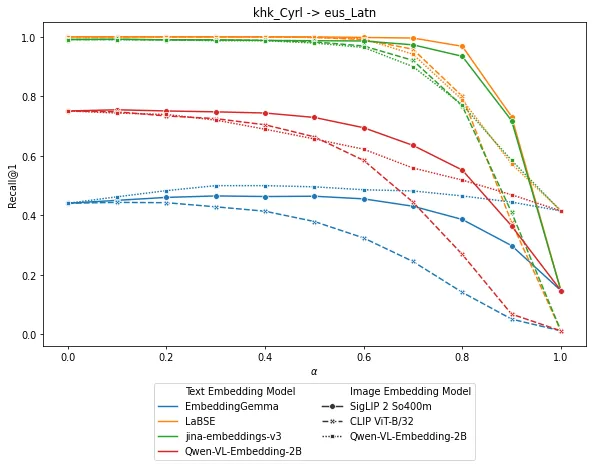 khk_Cyrl -> eus_Latn
Recall@1
1.0
0.8
0.6
0.4
0.2
0.0
0.0 0.2 0.4 0.6 0.8 1.0
α
Text Embedding Model Image Embedding Model
EmbeddingGemma SigLIP 2 So400m
LaBSE CLIP ViT-B/32
jina-embeddings-v3 Qwen-VL-Embedding-2B
Qwen-VL-Embedding-2B